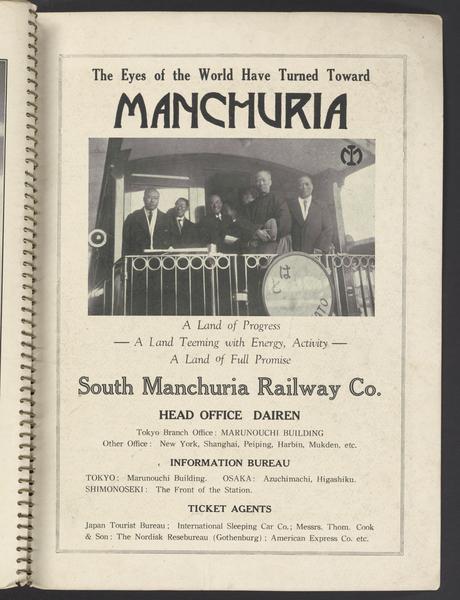 The Eyes of the World Have Turned Toward
MANCHURIA
はと
A Land of Progress
— A Land Teeming with Energy, Activity —
A Land of Full Promise
South Manchuria Railway Co.
HEAD OFFICE DAIREN
Tokyo Branch Office: MARUNOUCHI BUILDING
Other Office: New York, Shanghai, Peiping, Harbin, Mukden, etc.
INFORMATION BUREAU
TOKYO: Marunouchi Building. OSAKA: Azuchimachi, Higashiku.
SHIMONOSEKI: The Front of the Station.
TICKET AGENTS
Japan Tourist Bureau; International Sleeping Car Co.; Messrs. Thom. Cook
& Son: The Nordisk Resebureau (Gothenburg); American Express Co. etc.